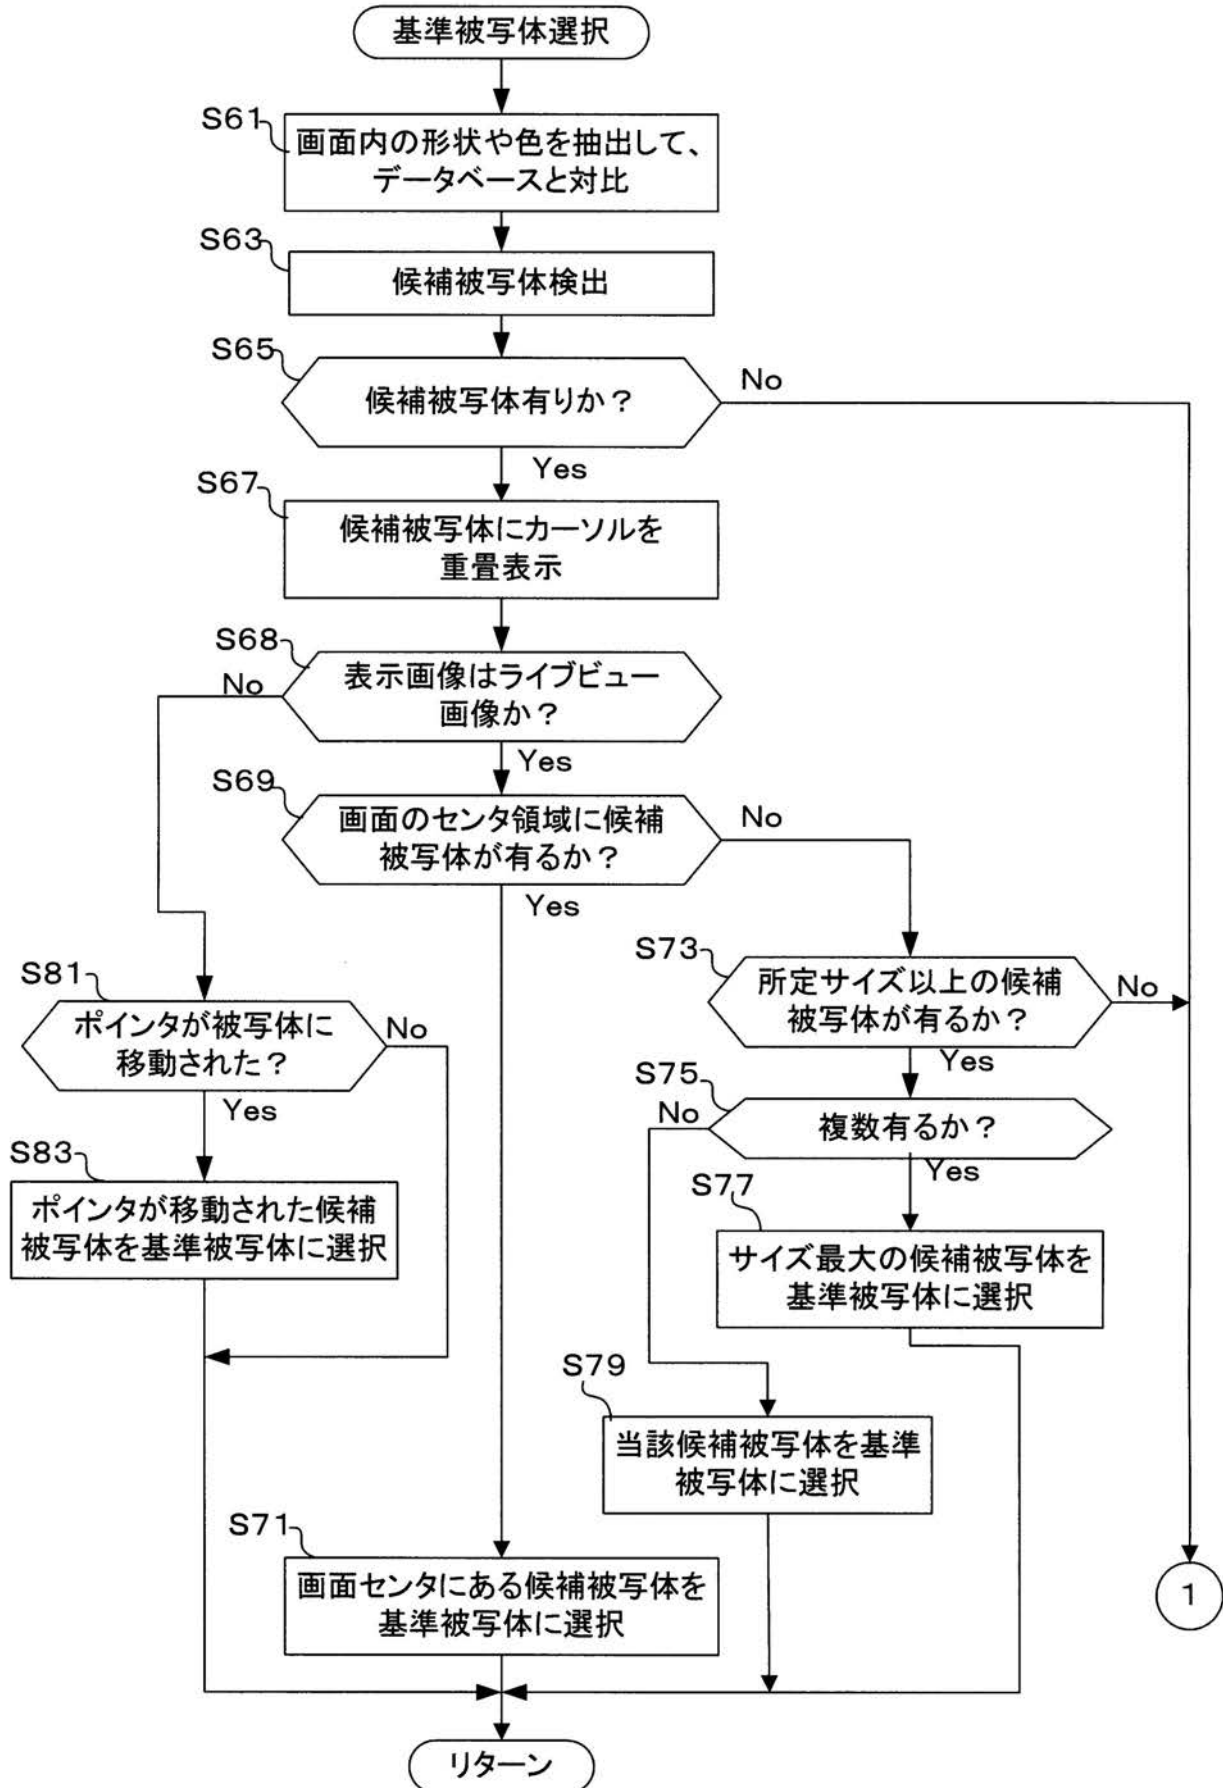 基準被写体選択
S61
画面内の形状や色を抽出して、
データベースと対比
S63
候補被写体検出
S65
候補被写体有りか？
No
Yes
S67
候補被写体にカーソルを
重畳表示
S68
表示画像はライブビュー
画像か？
No
Yes
S69
画面のセンタ領域に候補
被写体が有るか？
No
Yes
S73
所定サイズ以上の候補
被写体が有るか？
No
Yes
S81
ポインタが被写体に
移動された？
No
Yes
S75
複数有るか？
No
Yes
S83
ポインタが移動された候補
被写体を基準被写体に選択
S77
サイズ最大の候補被写体を
基準被写体に選択
S79
当該候補被写体を基準
被写体に選択
S71
画面センタにある候補被写体を
基準被写体に選択
1
リターン